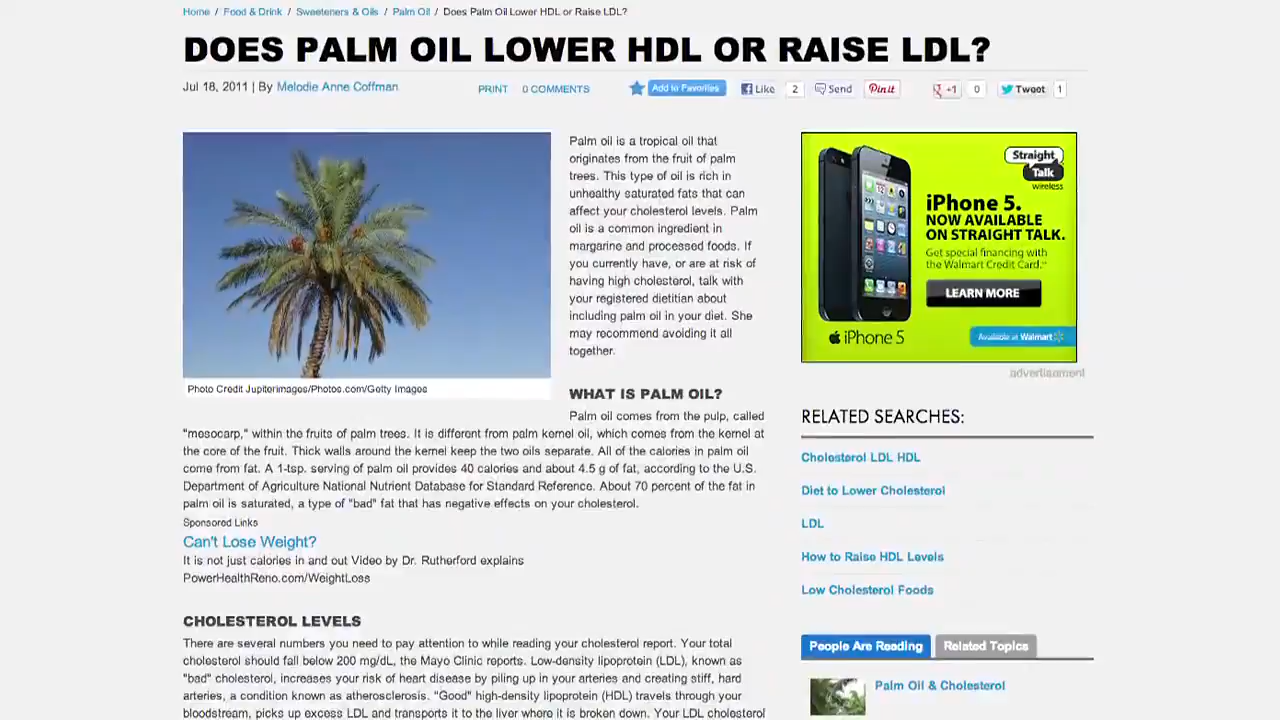 Home / Food & Drink / Sweeteners & Oils / Palm Oil / Does Palm Oil Lower HDL or Raise LDL?
DOES PALM OIL LOWER HDL OR RAISE LDL?
Jul 18, 2011 | By Melodie Anne Coffman
PRINT 0 COMMENTS
Add to Favorites
Like 2
Send
Pin it
+1 0
Tweet 1
Palm oil is a tropical oil that
originates from the fruit of palm
trees. This type of oil is rich in
unhealthy saturated fats that can
affect your cholesterol levels. Palm
oil is a common ingredient in
margarine and processed foods. If
you currently have, or are at risk of
having high cholesterol, talk with
your registered dietitian about
including palm oil in your diet. She
may recommend avoiding it all
together.
Photo Credit Jupiterimages/Photos.com/Getty Images
WHAT IS PALM OIL?
Palm oil comes from the pulp, called
"mesocarp," within the fruits of palm trees. It is different from palm kernel oil, which comes from the kernel at
the core of the fruit. Thick walls around the kernel keep the two oils separate. All of the calories in palm oil
come from fat. A 1-tsp. serving of palm oil provides 40 calories and about 4.5 g of fat, according to the U.S.
Department of Agriculture National Nutrient Database for Standard Reference. About 70 percent of the fat in
palm oil is saturated, a type of "bad" fat that has negative effects on your cholesterol.
Sponsored Links
Can't Lose Weight?
It is not just calories in and out Video by Dr. Rutherford explains
PowerHealthReno.com/WeightLoss
CHOLESTEROL LEVELS
There are several numbers you need to pay attention to while reading your cholesterol report. Your total
cholesterol should fall below 200 mg/dL, the Mayo Clinic reports. Low-density lipoprotein (LDL), known as
"bad" cholesterol, increases your risk of heart disease by piling up in your arteries and creating stiff, hard
arteries, a condition known as atherosclerosis. "Good" high-density lipoprotein (HDL) travels through your
bloodstream, picks up excess LDL and transports it to the liver where it is broken down. Your LDL cholesterol
Straight
Talk
wireless
iPhone 5.
NOW AVAILABLE
ON STRAIGHT TALK.
Get special financing with
the Walmart Credit Card.
LEARN MORE
iPhone 5
Available at Walmart
advertisement
RELATED SEARCHES:
Cholesterol LDL HDL
Diet to Lower Cholesterol
LDL
How to Raise HDL Levels
Low Cholesterol Foods
People Are Reading
Related Topics
Palm Oil & Cholesterol